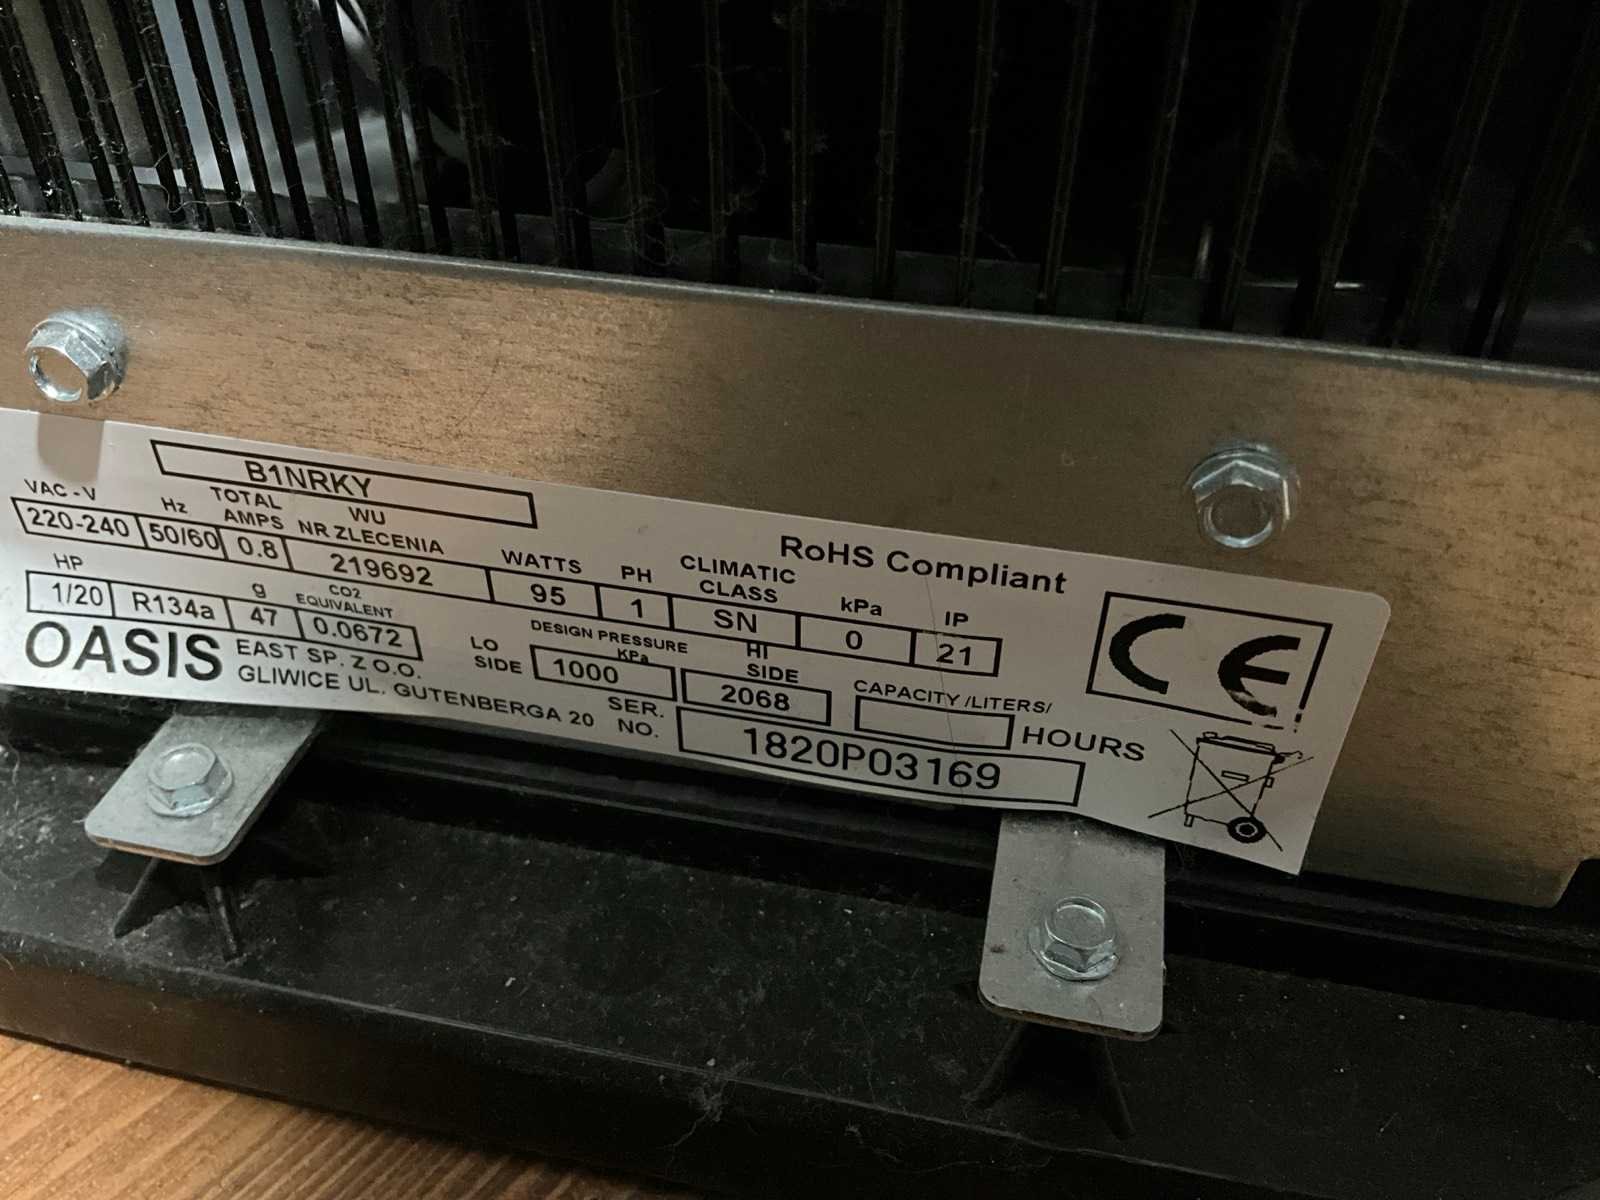 B1NRKY
VAC - V Hz TOTAL AMPS WU NR ZLECENIA WATTS PH CLIMATIC CLASS kPa IP
220-240 50/60 0.8 219692 95 1 SN 0 21
RoHS Compliant
HP g CO2 EQUIVALENT
1/20 R134a 47 0.0672
DESIGN PRESSURE KPa
LO SIDE 1000 HI SIDE 2068
CAPACITY /LITERS/
HOURS
OASIS EAST SP. Z O.O.
GLIWICE UL. GUTENBERGA 20
SER. NO. 1820P03169
CE